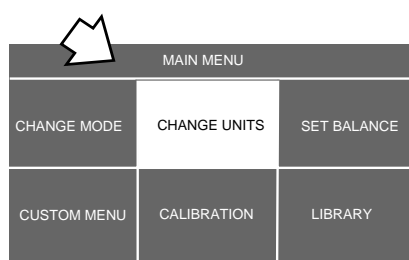 MAIN MENU
CHANGE MODE CHANGE UNITS SET BALANCE
CUSTOM MENU CALIBRATION LIBRARY